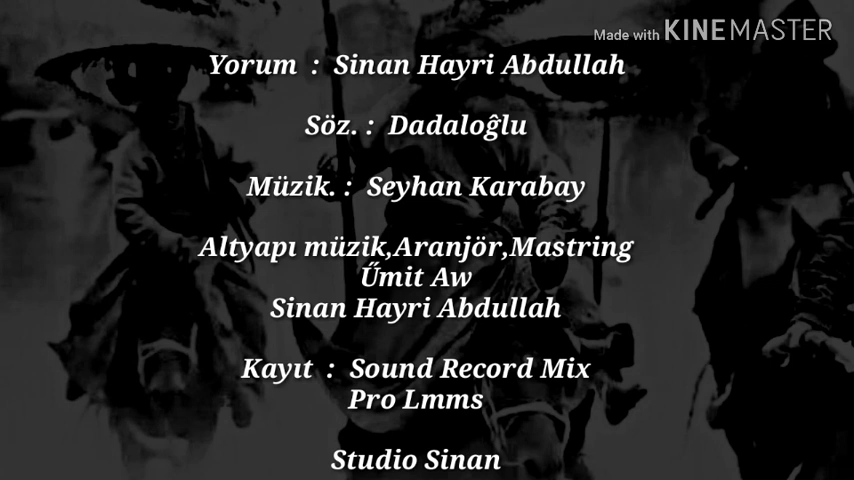 Made with KINEMASTER
Yorum : Sinan Hayri Abdullah
Söz. : Dadaloĝlu
Müzik. : Seyhan Karabay
Altyapı müzik,Aranjör,Mastring
Űmit Aw
Sinan Hayri Abdullah
Kayıt : Sound Record Mix
Pro Lmms
Studio Sinan